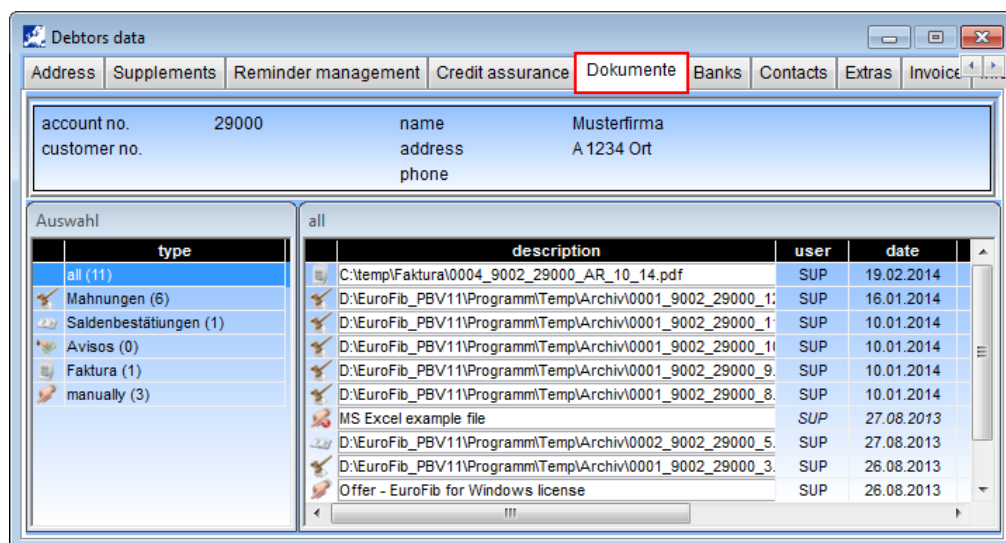 Debtors data
Address Supplements Reminder management Credit assurance Dokumente Banks Contacts Extras Invoice
account no. 29000 name Musterfirma
customer no. address A 1234 Ort
phone
Auswahl
type
all (11)
Mahnungen (6)
Saldenbestätiungen (1)
Avisos (0)
Faktura (1)
manually (3)
all
description user date
C:\temp\Faktura\0004_9002_29000_AR_10_14.pdf SUP 19.02.2014
D:\EuroFib_PBV11\Programm\Temp\Archiv\0001_9002_29000_12 SUP 16.01.2014
D:\EuroFib_PBV11\Programm\Temp\Archiv\0001_9002_29000_1 SUP 10.01.2014
D:\EuroFib_PBV11\Programm\Temp\Archiv\0001_9002_29000_1 SUP 10.01.2014
D:\EuroFib_PBV11\Programm\Temp\Archiv\0001_9002_29000_9. SUP 10.01.2014
D:\EuroFib_PBV11\Programm\Temp\Archiv\0001_9002_29000_8. SUP 10.01.2014
MS Excel example file SUP 27.08.2013
D:\EuroFib_PBV11\Programm\Temp\Archiv\0002_9002_29000_5. SUP 27.08.2013
D:\EuroFib_PBV11\Programm\Temp\Archiv\0001_9002_29000_3. SUP 26.08.2013
Offer - EuroFib for Windows license SUP 26.08.2013